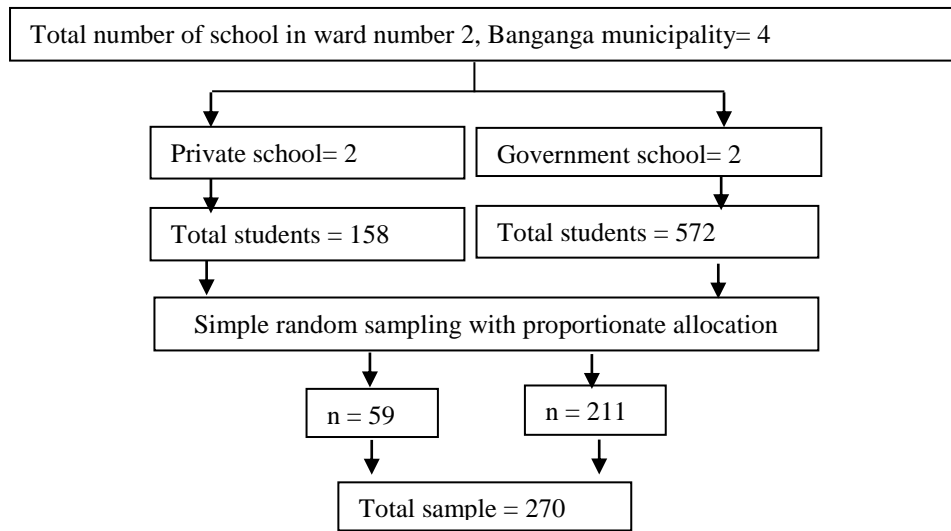 Total number of school in ward number 2, Banganga municipality= 4
Private school= 2
Government school= 2
Total students = 158
Total students = 572
Simple random sampling with proportionate allocation
n = 59
n = 211
Total sample = 270